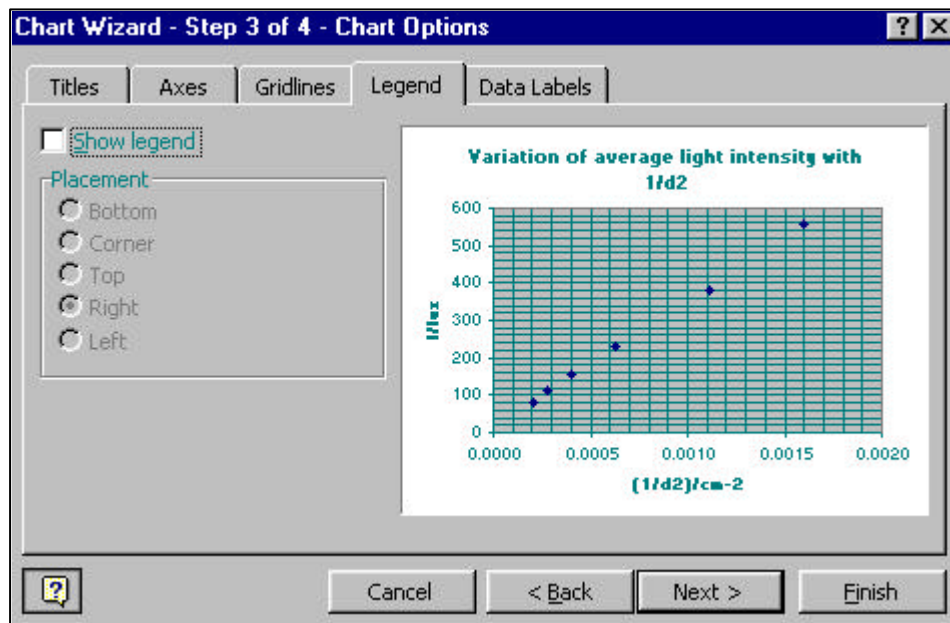 Chart Wizard - Step 3 of 4 - Chart Options
Titles
Axes
Gridlines
Legend
Data Labels
Show legend
Placement
Bottom
Corner
Top
Right
Left
Variation of average light intensity with
1/d2
600
500
400
300
200
100
0
I/lux
0.0000
0.0005
0.0010
0.0015
0.0020
(1/d2)/cm-2
Cancel
< Back
Next >
Finish